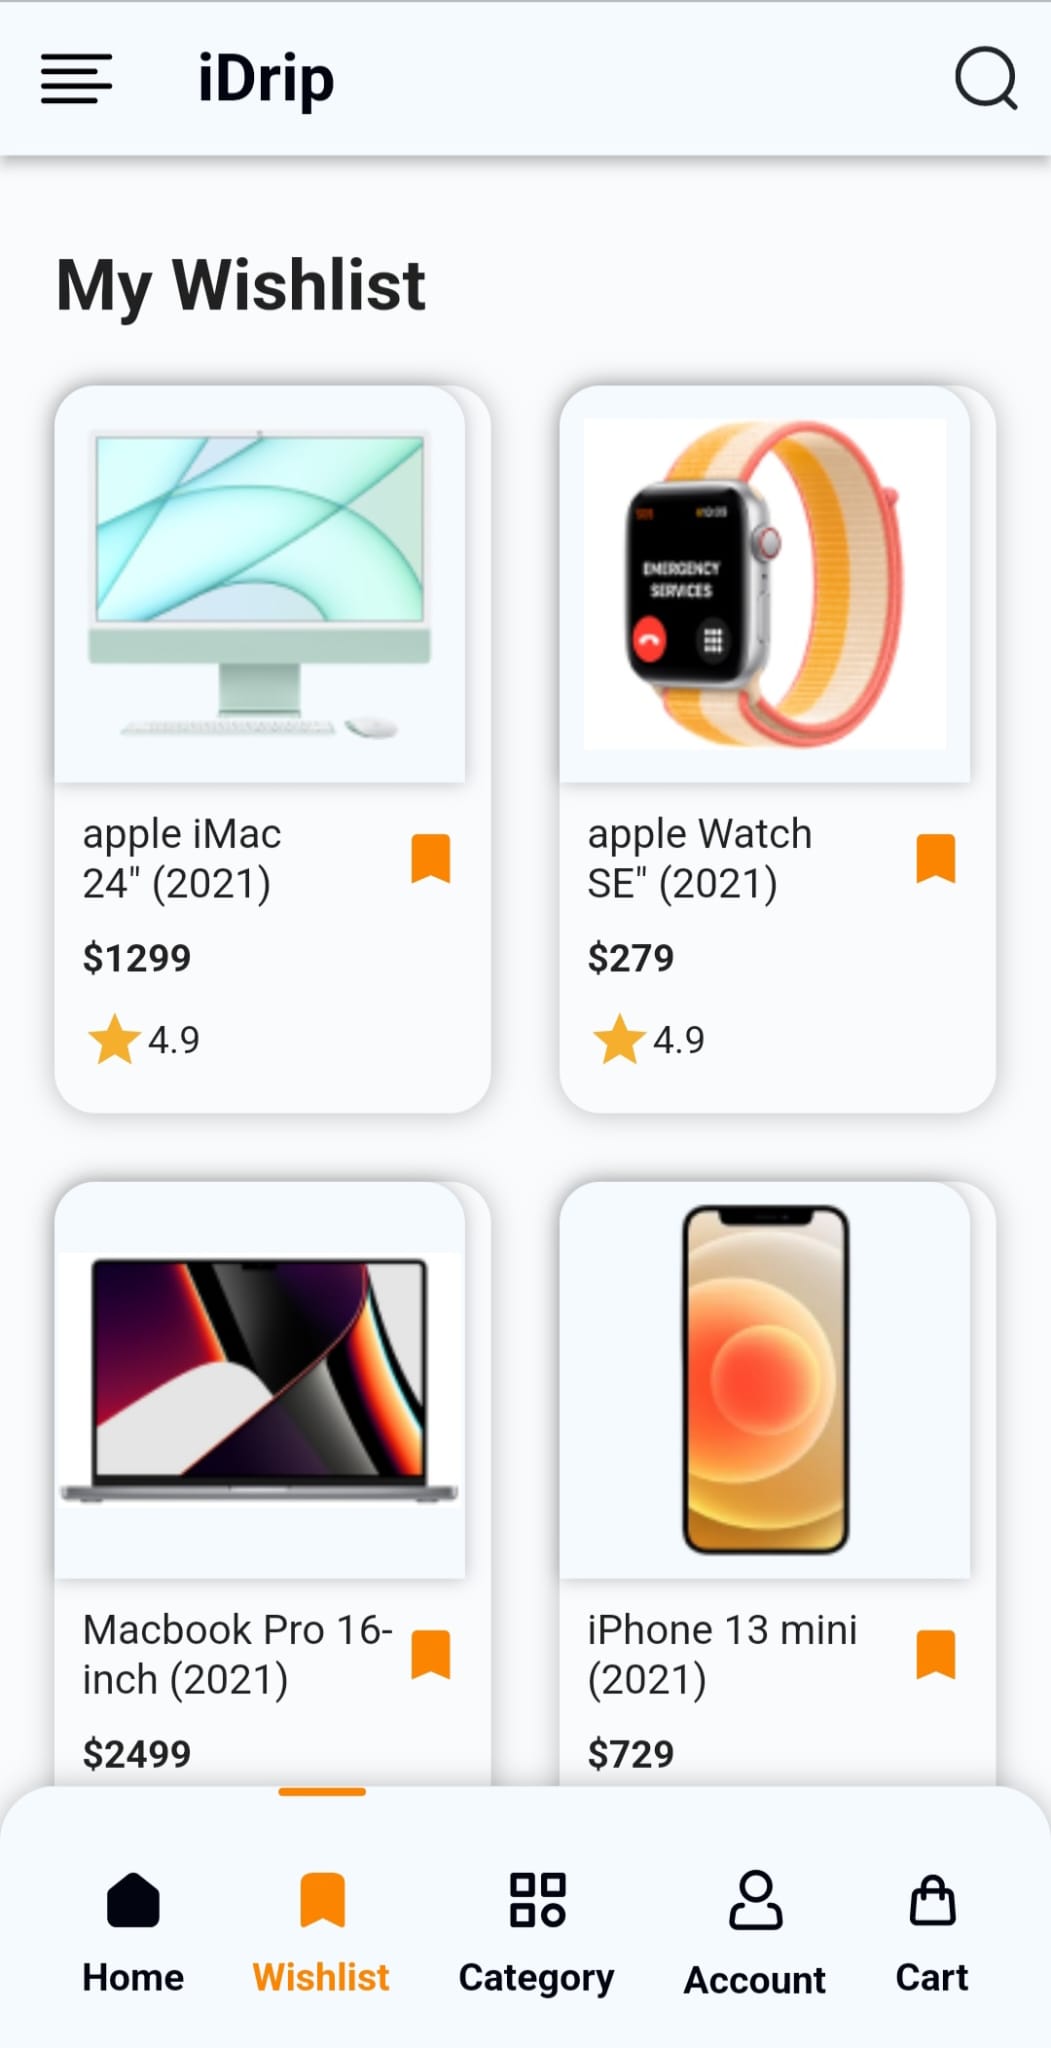 iDrip
My Wishlist
EMERGENCY
SERVICES
apple iMac
24" (2021)
$1299
4.9
apple Watch
SE" (2021)
$279
4.9
Macbook Pro 16-
inch (2021)
$2499
iPhone 13 mini
(2021)
$729
Home
Wishlist
Category
Account
Cart